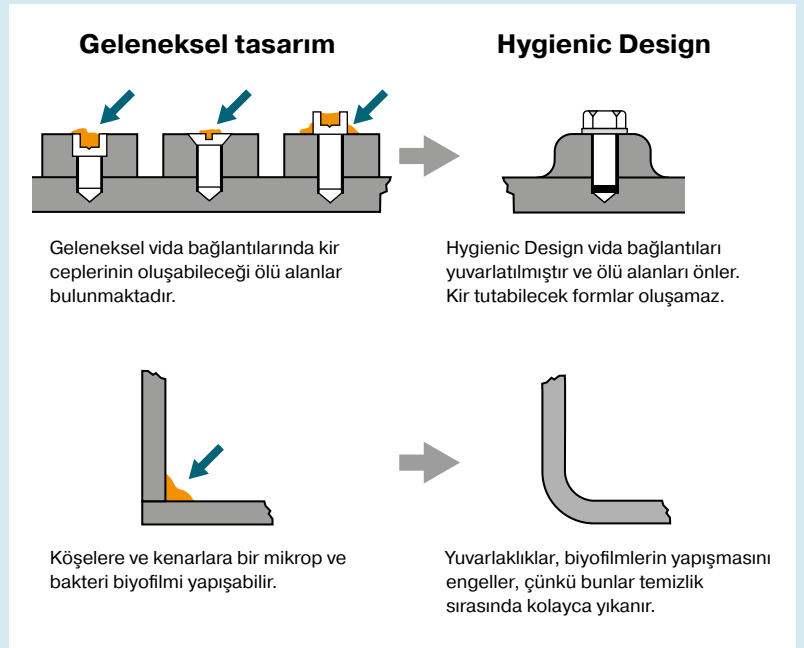 Geleneksel tasarım
Hygienic Design
Geleneksel vida bağlantılarında kir
ceplerinin oluşabileceği ölü alanlar
bulunmaktadır.
Hygienic Design vida bağlantıları
yuvarlatılmıştır ve ölü alanları önler.
Kir tutabilecek formlar oluşamaz.
Köşelere ve kenarlara bir mikrop ve
bakteri biyofilmi yapışabilir.
Yuvarlaklıklar, biyofilmlerin yapışmasını
engeller, çünkü bunlar temizlik
sırasında kolayca yıkanır.